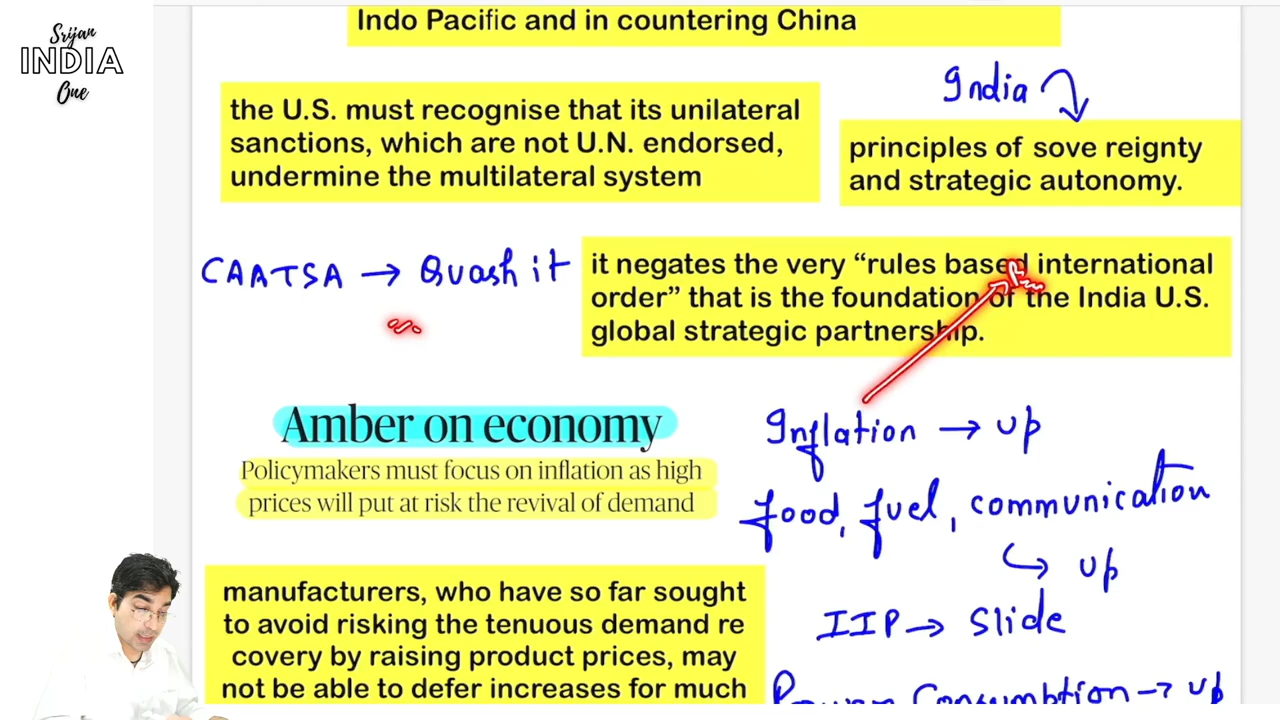 Srijan
INDIA
One
Indo Pacific and in countering China
the U.S. must recognise that its unilateral
sanctions, which are not U.N. endorsed,
undermine the multilateral system
India
principles of sove reignty
and strategic autonomy.
CAATSA → Quash it
it negates the very “rules based international
order” that is the foundation of the India U.S.
global strategic partnership.
Amber on economy
Policymakers must focus on inflation as high
prices will put at risk the revival of demand
Inflation → up
food, fuel, communication
↳ up
IIP → Slide
manufacturers, who have so far sought
to avoid risking the tenuous demand re
covery by raising product prices, may
not be able to defer increases for much
Power Consumption → up